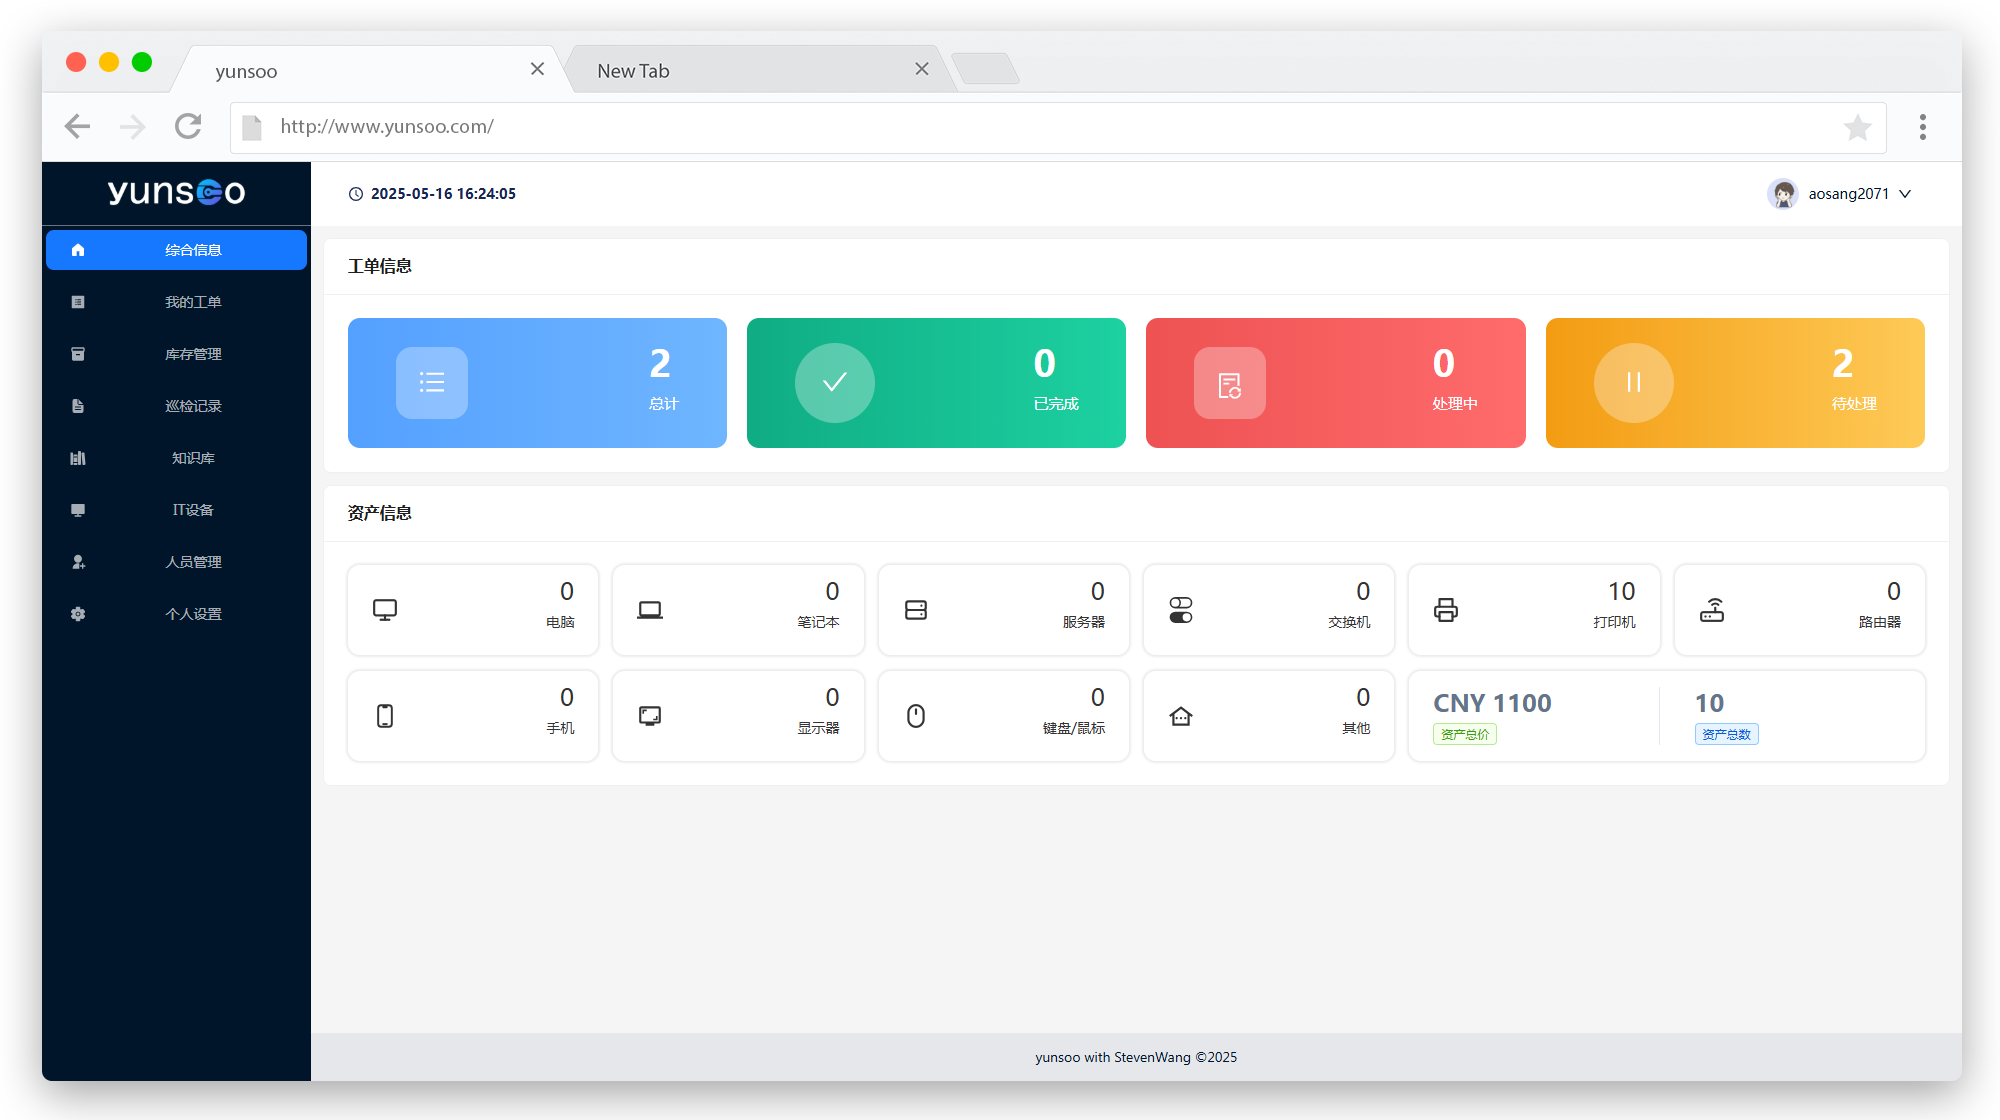 yunsoo
New Tab
http://www.yunsoo.com/
yunsoo
2025-05-16 16:24:05
aosang2071
综合信息
我的工单
库存管理
巡检记录
知识库
IT设备
人员管理
个人设置
工单信息
2
总计
0
已完成
0
处理中
2
待处理
资产信息
0
电脑
0
笔记本
0
服务器
0
交换机
10
打印机
0
路由器
0
手机
0
显示器
0
键盘/鼠标
0
其他
CNY 1100
资产总价
10
资产总数
yunsoo with StevenWang ©2025